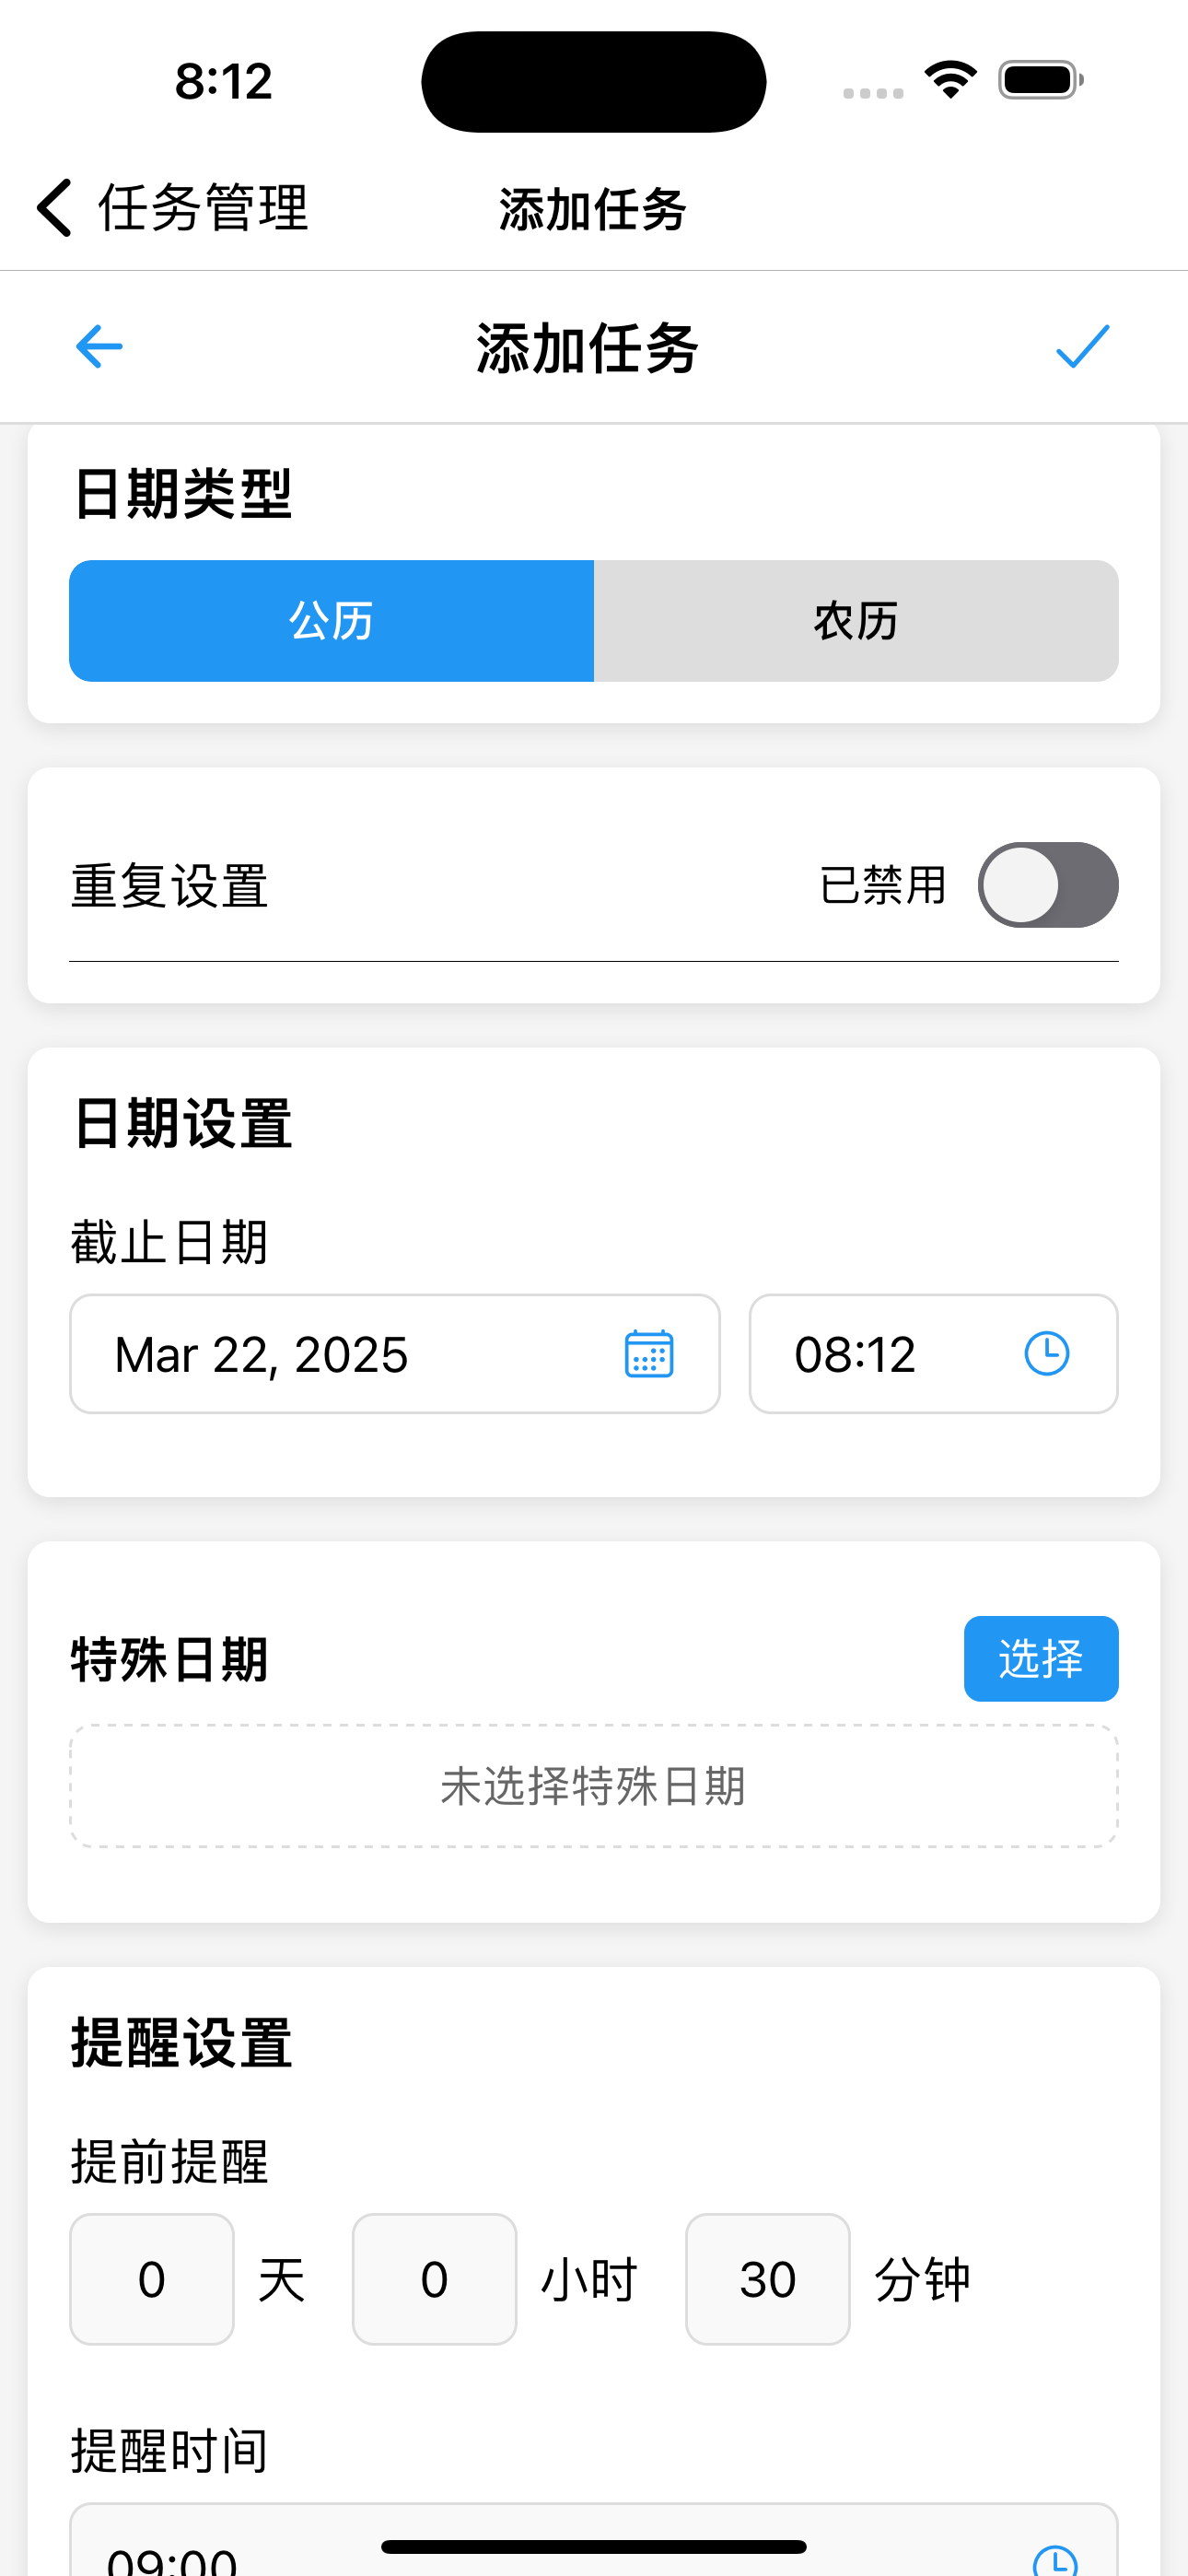 8:12
任务管理 添加任务
添加任务
日期类型
公历 农历
重复设置 已禁用
日期设置
截止日期
Mar 22, 2025 08:12
特殊日期 选择
未选择特殊日期
提醒设置
提前提醒
0 天 0 小时 30 分钟
提醒时间
09:00